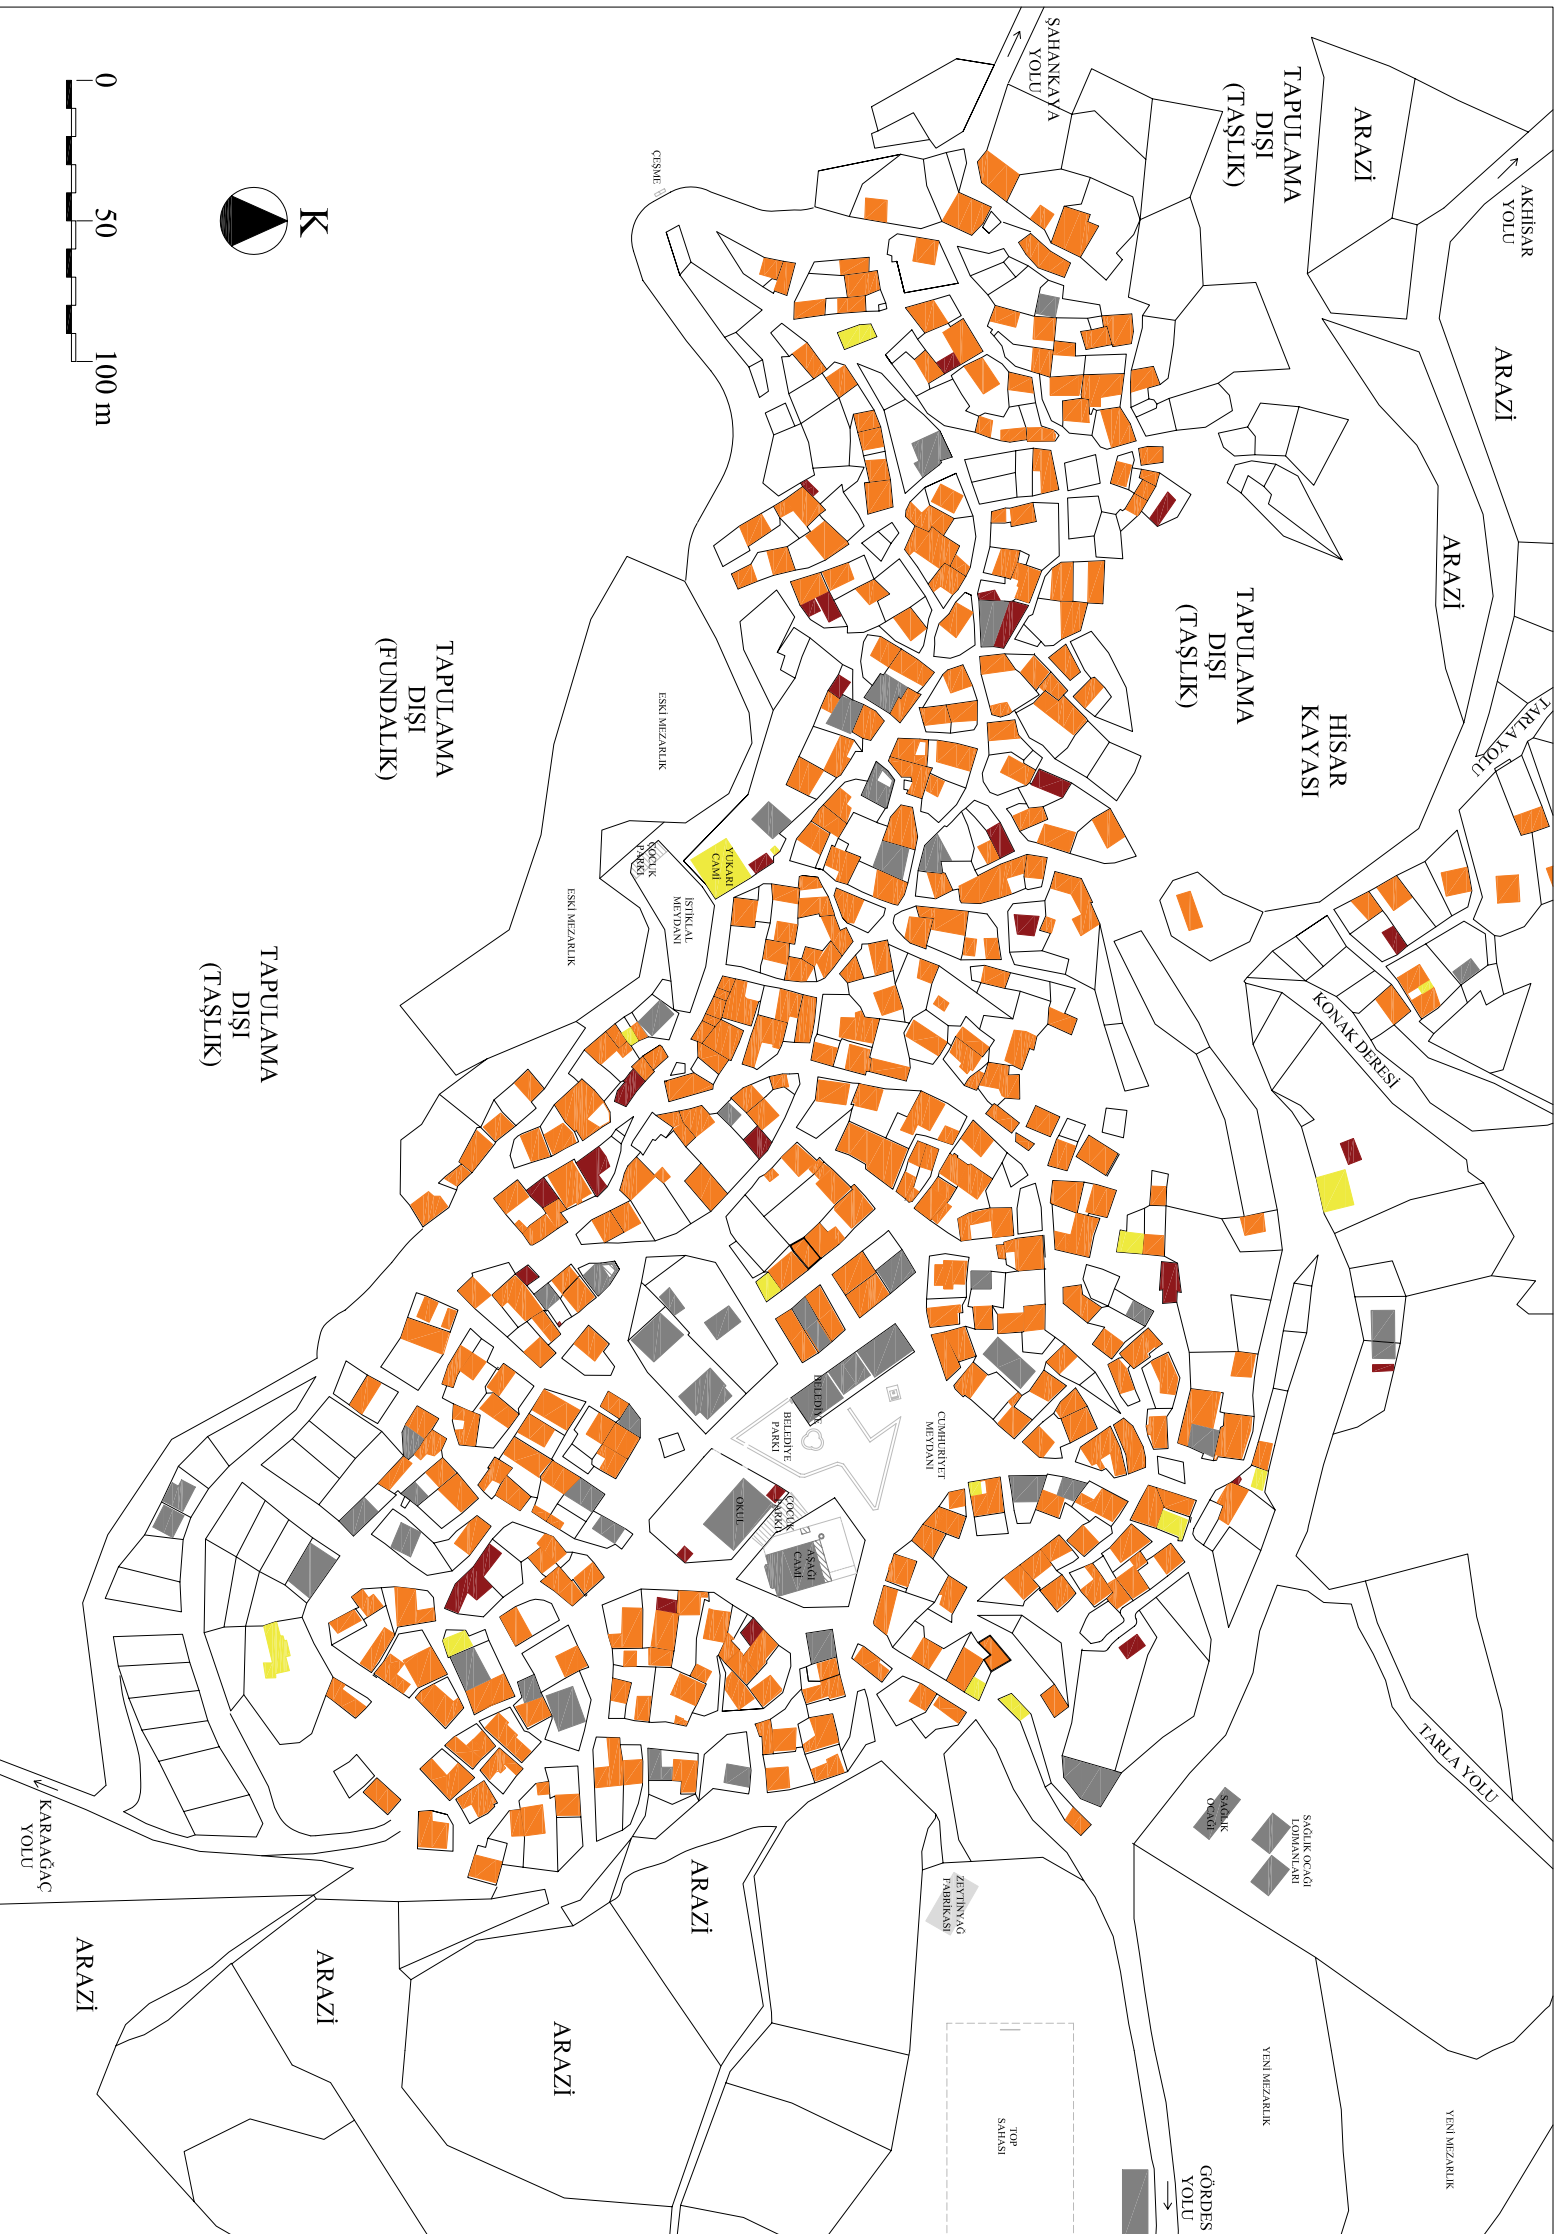 ŞAHANKAYA
YOLU
TAPULAMA
DIŞI
(TAŞLIK)
ARAZİ
AKHİSAR
YOLU
ARAZİ
ARAZİ
TAPULAMA
DIŞI
(TAŞLIK)
HİSAR
KAYASI
TARLA YOLU
KONAK DERESİ
0
50
100 m
K
ÇEŞME
TAPULAMA
DIŞI
(FUNDALIK)
ESKİ MEZARLIK
YUKARI
CAMİ
ÇOCUK
PARKI
İSTİKLAL
MEYDANI
ESKİ MEZARLIK
TAPULAMA
DIŞI
(TAŞLIK)
BELEDİYE
BELEDİYE
PARKI
CUMHURİYET
MEYDANI
OKUL
ÇOCUK
PARKI
AŞAĞI
CAMİ
TARLA YOLU
SAĞLIK
OCAĞI
SAĞLIK OCAĞI
LOJMANLARI
ZEYTİNYAĞ
FABRİKASI
KARAAĞAÇ
YOLU
ARAZİ
ARAZİ
ARAZİ
ARAZİ
TOP
SAHASI
YENİ MEZARLIK
YENİ MEZARLIK
GÖRDES
YOLU